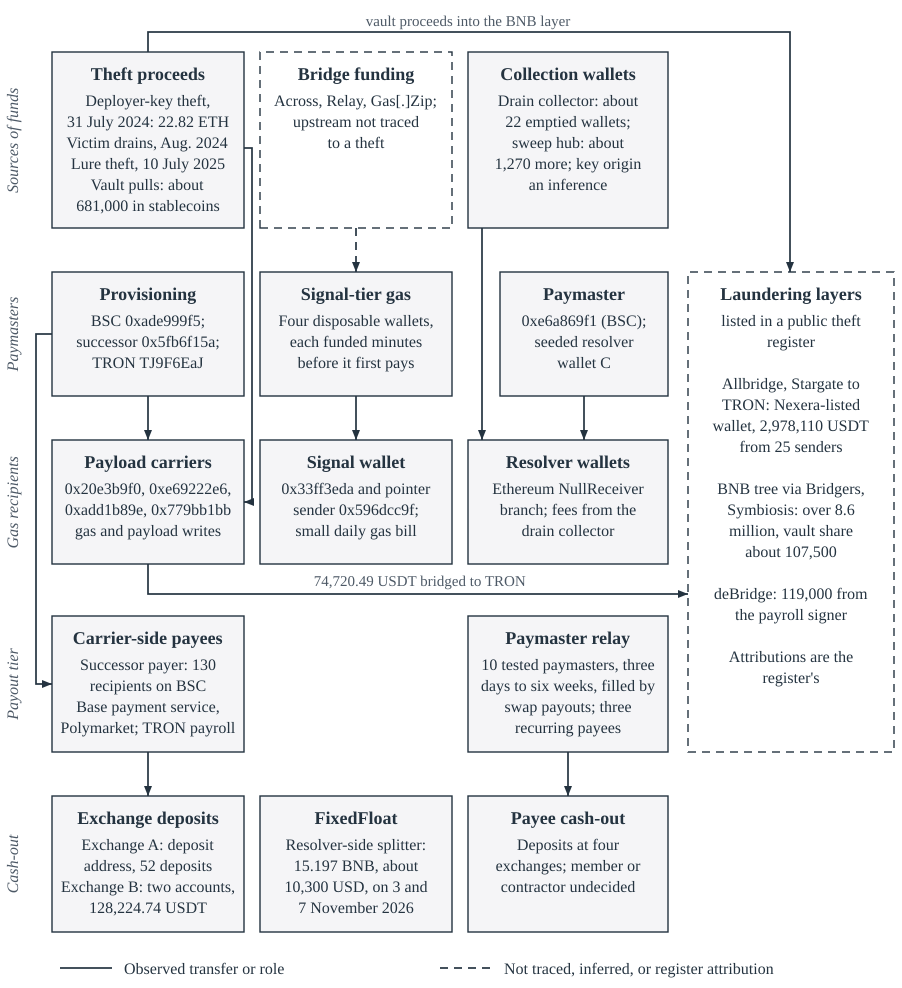 vault proceeds into the BNB layer
Sources of funds
Theft proceeds
Deployer-key theft,
31 July 2024: 22.82 ETH
Victim drains, Aug. 2024
Lure theft, 10 July 2025
Vault pulls: about
681,000 in stablecoins
Bridge funding
Across, Relay, Gas[.]Zip;
upstream not traced
to a theft
Collection wallets
Drain collector: about
22 emptied wallets;
sweep hub: about
1,270 more; key origin
an inference
Paymasters
Provisioning
BSC 0xade999f5;
successor 0x5fb6f15a;
TRON TJ9F6EaJ
Signal-tier gas
Four disposable wallets,
each funded minutes
before it first pays
Paymaster
0xe6a869f1 (BSC);
seeded resolver
wallet C
Laundering layers
listed in a public theft
register
Allbridge, Stargate to
TRON: Nexera-listed
wallet, 2,978,110 USDT
from 25 senders
BNB tree via Bridgers,
Symbiosis: over 8.6
million, vault share
about 107,500
deBridge: 119,000 from
the payroll signer
Attributions are the
register's
Gas recipients
Payload carriers
0x20e3b9f0, 0xe69222e6,
0xadd1b89e, 0x779bb1bb
gas and payload writes
Signal wallet
0x33ff3eda and pointer
sender 0x596dcc9f;
small daily gas bill
Resolver wallets
Ethereum NullReceiver
branch; fees from the
drain collector
74,720.49 USDT bridged to TRON
Payout tier
Carrier-side payees
Successor payer: 130
recipients on BSC
Base payment service,
Polymarket; TRON payroll
Paymaster relay
10 tested paymasters, three
days to six weeks, filled by
swap payouts; three
recurring payees
Cash-out
Exchange deposits
Exchange A: deposit
address, 52 deposits
Exchange B: two accounts,
128,224.74 USDT
FixedFloat
Resolver-side splitter:
15.197 BNB, about
10,300 USD, on 3 and
7 November 2026
Payee cash-out
Deposits at four
exchanges; member or
contractor undecided
Observed transfer or role
Not traced, inferred, or register attribution